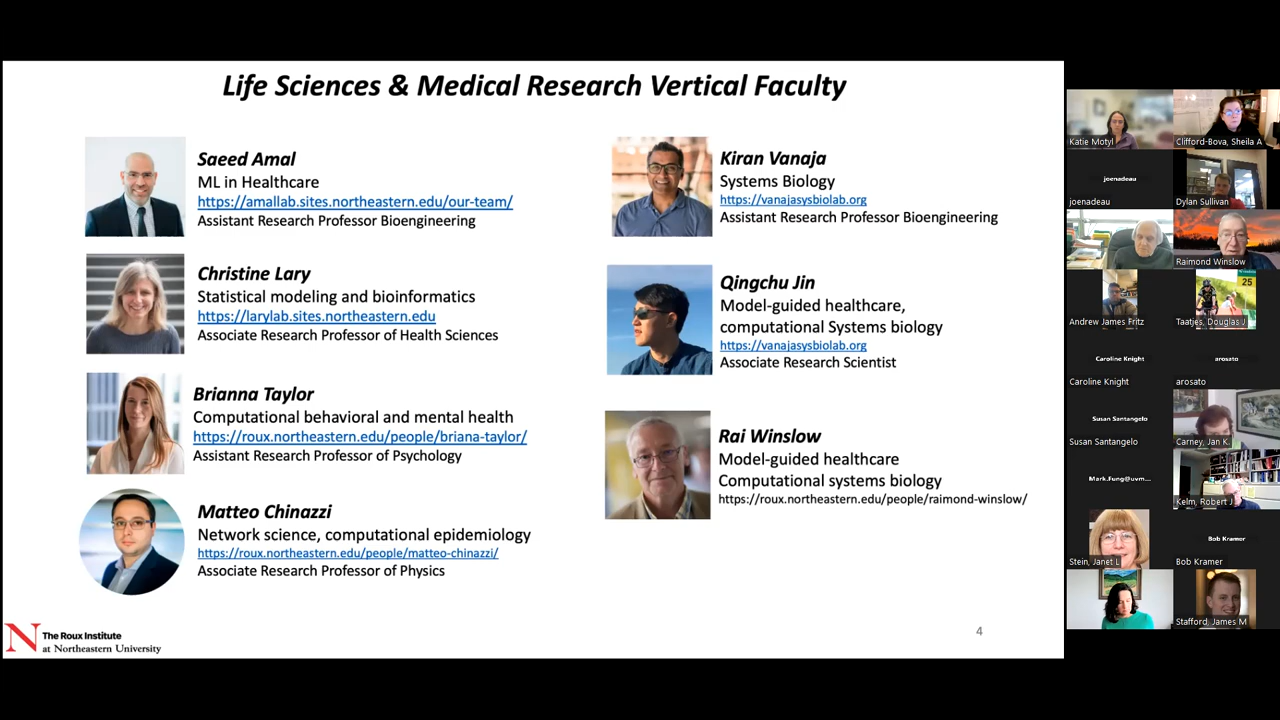 Life Sciences & Medical Research Vertical Faculty
Saeed Amal
ML in Healthcare
https://amallab.sites.northeastern.edu/our-team/
Assistant Research Professor Bioengineering
Christine Lary
Statistical modeling and bioinformatics
https://larylab.sites.northeastern.edu
Associate Research Professor of Health Sciences
Brianna Taylor
Computational behavioral and mental health
https://roux.northeastern.edu/people/briana-taylor/
Assistant Research Professor of Psychology
Matteo Chinazzi
Network science, computational epidemiology
https://roux.northeastern.edu/people/matteo-chinazzi/
Associate Research Professor of Physics
Kiran Vanaja
Systems Biology
https://vanajasysbiolab.org
Assistant Research Professor Bioengineering
Qingchu Jin
Model-guided healthcare,
computational Systems biology
https://vanajasysbiolab.org
Associate Research Scientist
Rai Winslow
Model-guided healthcare
Computational systems biology
https://roux.northeastern.edu/people/raimond-winslow/
N
The Roux Institute
at Northeastern University
4
Katie Motyl
Clifford-Bova, Sheila A
joenadeau
joenadeau
Dylan Sullivan
Raimond Winslow
Andrew James Fritz
25
Taatjes, Douglas J
Caroline Knight
Caroline Knight
arosato
arosato
Susan Santangelo
Susan Santangelo
Carney, Jan K.
Mark.Fung@uvm...
Kelm, Robert J
Stein, Janet L
Bob Kramer
Bob Kramer
Stafford, James M